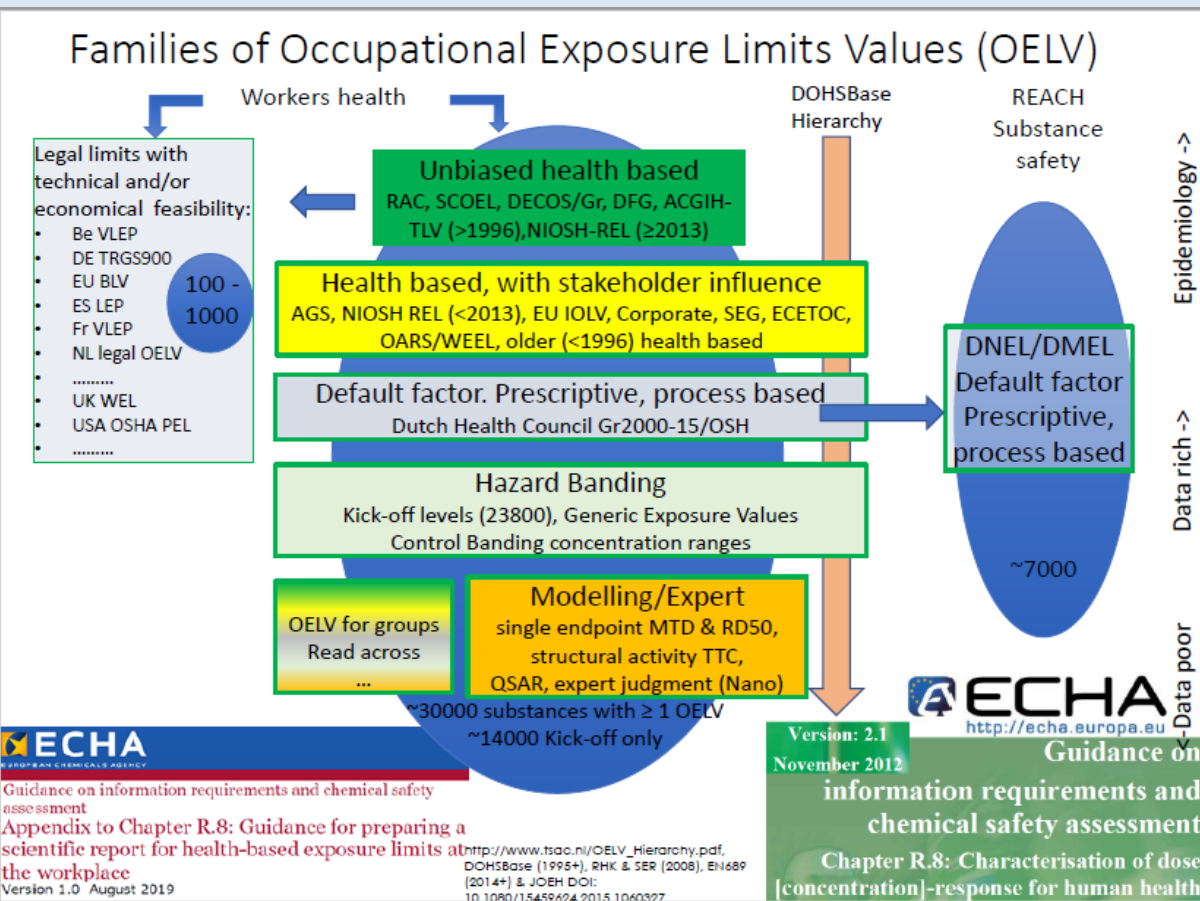 Families of Occupational Exposure Limits Values (OELV)
Workers health
DOHSBase
Hierarchy
REACH
Substance
safety
Legal limits with
technical and/or
economical feasibility:
• Be VLEP
• DE TRGS900
• EU BLV
• ES LEP
• Fr VLEP
• NL legal OELV
• .........
• UK WEL
• USA OSHA PEL
• .........
100 -
1000
Unbiased health based
RAC, SCOEL, DECOS/Gr, DFG, ACGIH-
TLV (>1996),NIOSH-REL (≥2013)
Health based, with stakeholder influence
AGS, NIOSH REL (<2013), EU IOLV, Corporate, SEG, ECETOC,
OARS/WEEL, older (<1996) health based
Default factor. Prescriptive, process based
Dutch Health Council Gr2000-15/OSH
Hazard Banding
Kick-off levels (23800), Generic Exposure Values
Control Banding concentration ranges
OELV for groups
Read across
...
Modelling/Expert
single endpoint MTD & RD50,
structural activity TTC,
QSAR, expert judgment (Nano)
~30000 substances with ≥ 1 OELV
~14000 Kick-off only
DNEL/DMEL
Default factor
Prescriptive,
process based
~7000
Epidemiology ->
Data rich ->
<-Data poor
ECHA
EUROPEAN CHEMICALS AGENCY
Guidance on information requirements and chemical safety
assessment
Appendix to Chapter R.8: Guidance for preparing a
scientific report for health-based exposure limits at
the workplace
Version 1.0 August 2019
http://www.tsac.nl/OELV_Hierarchy.pdf,
DOHSBase (1995+), RHK & SER (2008), EN689
(2014+) & JOEH DOI:
10.1080/15459624.2015.1060327
ECHA
http://echa.europa.eu
Version: 2.1
November 2012
Guidance on
information requirements and
chemical safety assessment
Chapter R.8: Characterisation of dose
[concentration]-response for human health